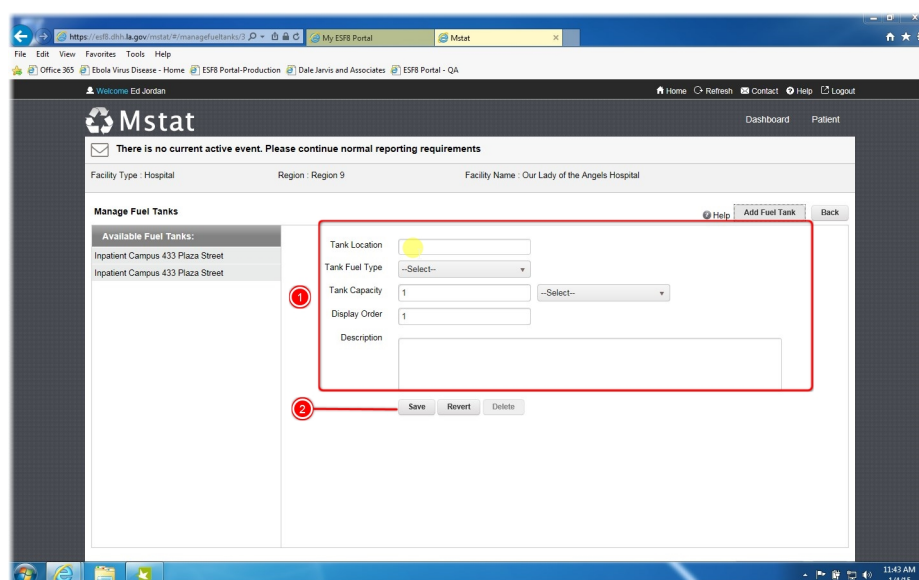 https://esf8.dhh.la.gov/mstat/#/managefueltanks/3 My ESF8 Portal Mstat
File Edit View Favorites Tools Help
Office 365 Ebola Virus Disease - Home ESF8 Portal-Production Dale Jarvis and Associates ESF8 Portal - QA
Welcome Ed Jordan Home Refresh Contact Help Logout
Mstat Dashboard Patient
There is no current active event. Please continue normal reporting requirements
Facility Type : Hospital Region : Region 9 Facility Name : Our Lady of the Angels Hospital
Manage Fuel Tanks Help Add Fuel Tank Back
Available Fuel Tanks:
Inpatient Campus 433 Plaza Street
Inpatient Campus 433 Plaza Street
Tank Location
Tank Fuel Type --Select--
1 Tank Capacity 1 --Select--
Display Order 1
Description
2 Save Revert Delete
11:43 AM